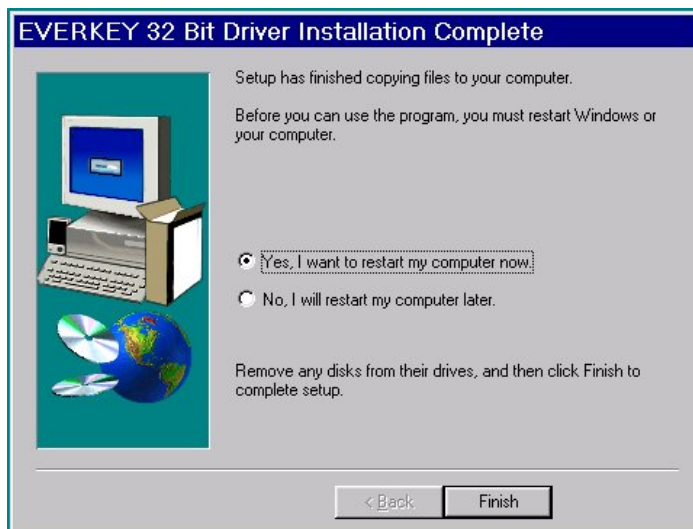 EVERKEY 32 Bit Driver Installation Complete
Setup has finished copying files to your computer.
Before you can use the program, you must restart Windows or
your computer.
Yes, I want to restart my computer now.
No, I will restart my computer later.
Remove any disks from their drives, and then click Finish to
complete setup.
< Back
Finish